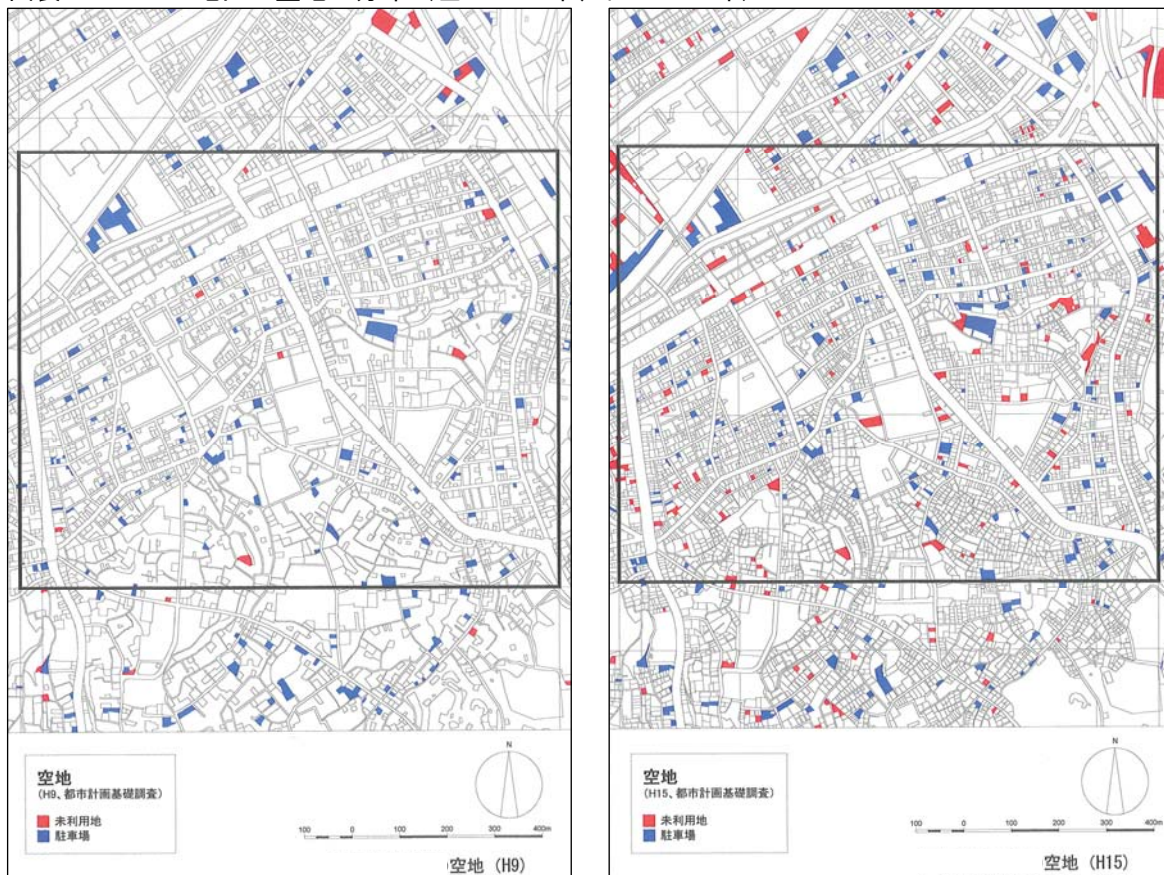 空地
(H9、都市計画基礎調査)
未利用地
駐車場
N
100 0 100 200 300 400m
空地 (H9)
空地
(H15、都市計画基礎調査)
未利用地
駐車場
N
100 0 100 200 300 400m
空地 (H15)